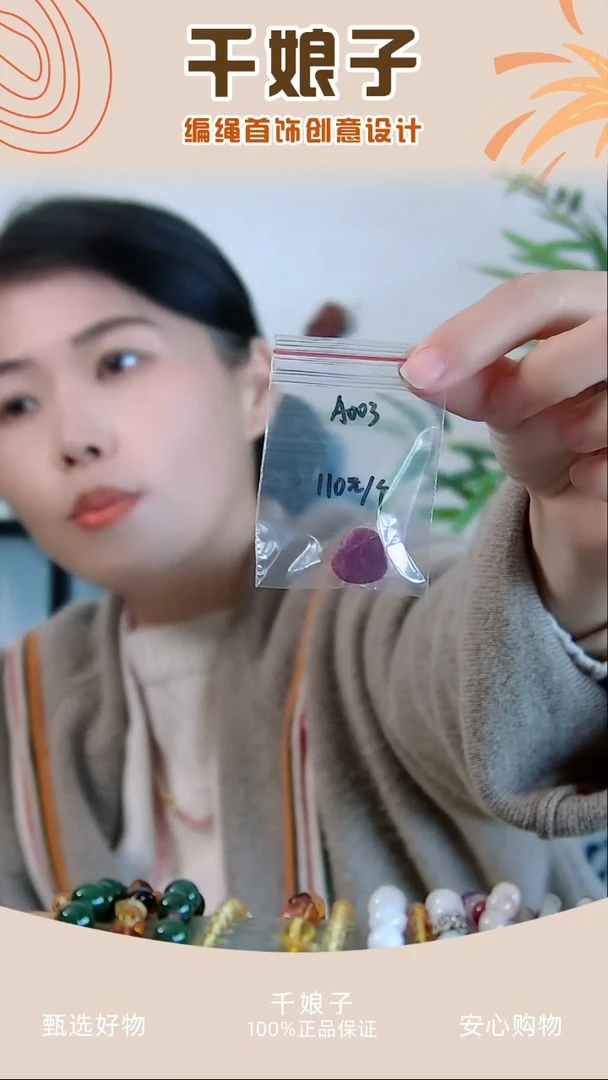 千娘子
编绳首饰创意设计
A003
110元/个
甄选好物
千娘子
100%正品保证
安心购物